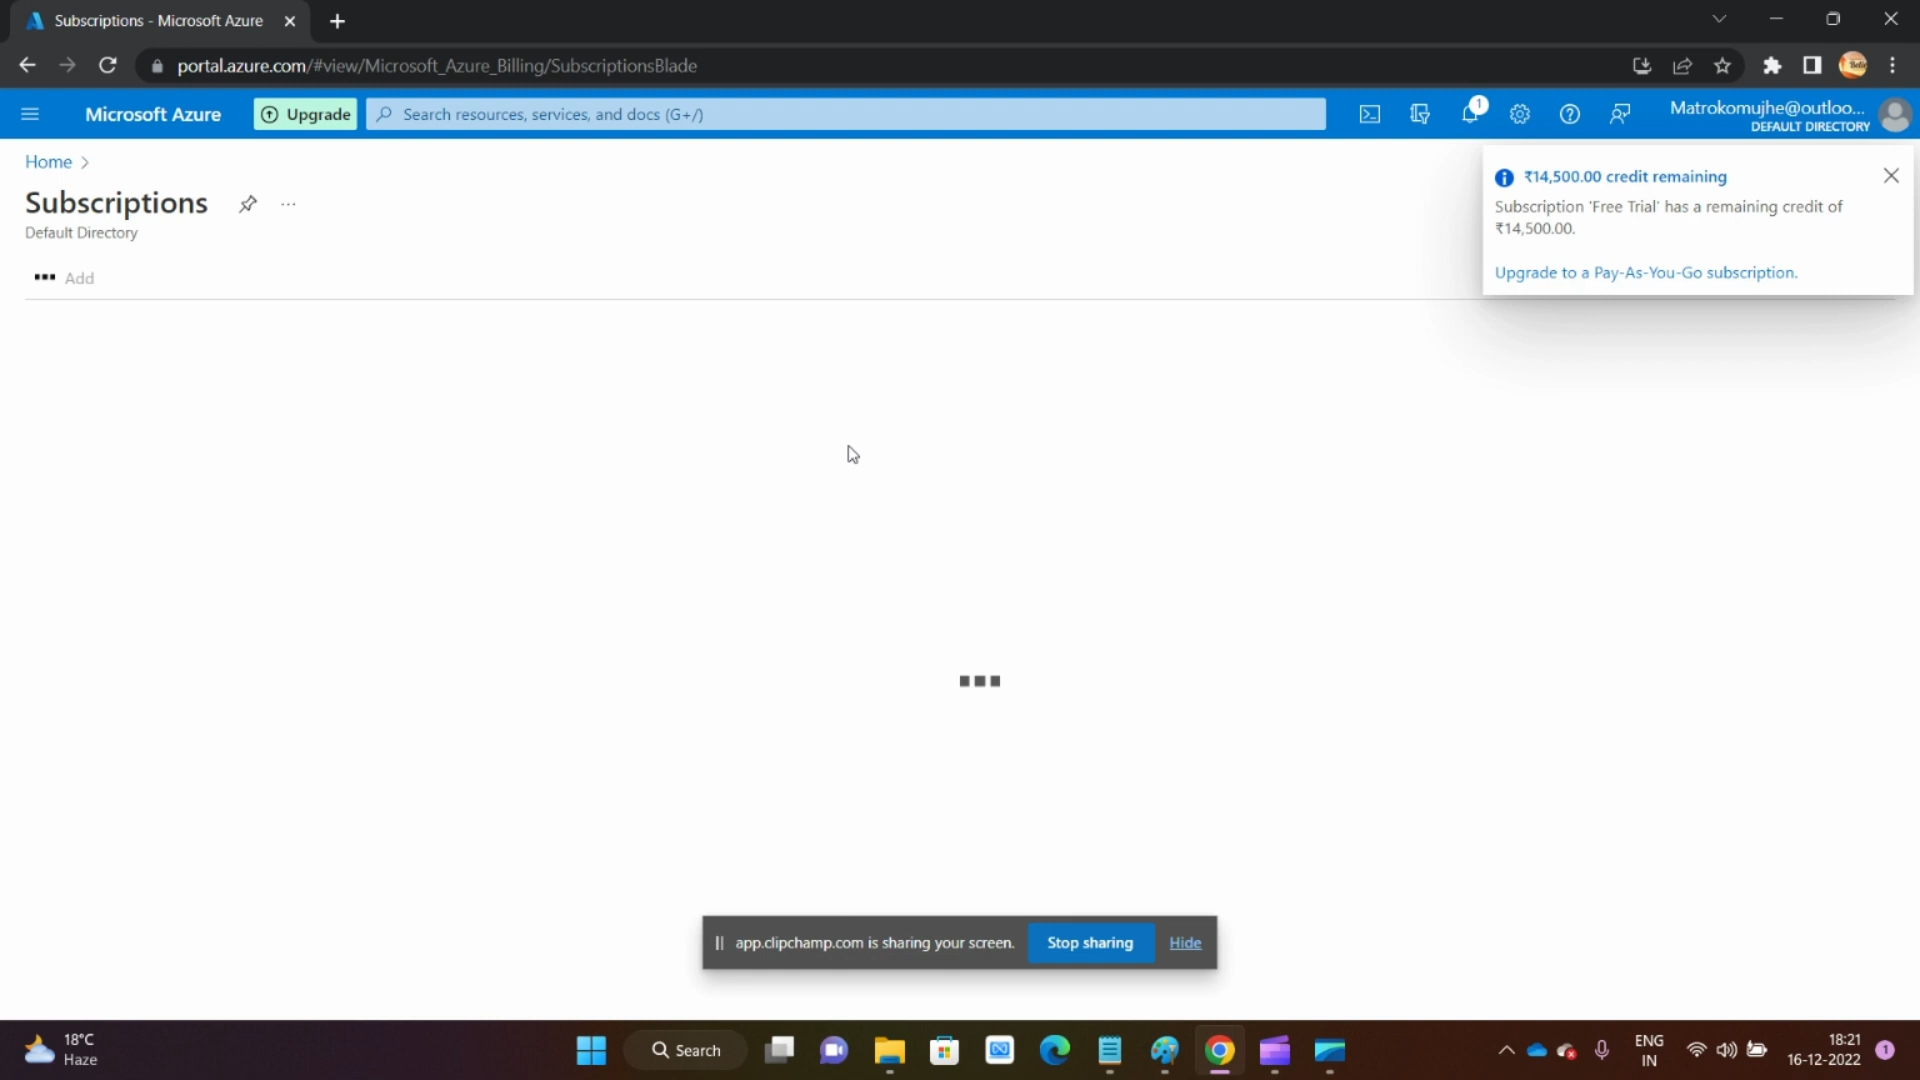 Subscriptions - Microsoft Azure
portal.azure.com/#view/Microsoft_Azure_Billing/SubscriptionsBlade
Microsoft Azure
Upgrade
Search resources, services, and docs (G+/)
1
Matrokomujhe@outloo...
DEFAULT DIRECTORY
Home
Subscriptions
...
Default Directory
Add
₹14,500.00 credit remaining
Subscription 'Free Trial' has a remaining credit of
₹14,500.00.
Upgrade to a Pay-As-You-Go subscription.
app.clipchamp.com is sharing your screen.
Stop sharing
Hide
18°C
Haze
Search
ENG
IN
18:21
16-12-2022
1